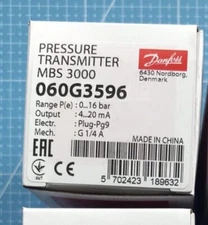 PRESSURE
TRANSMITTER
MBS 3000
Danfoss
6430 Nordborg,
Denmark
060G3596
Range P(e) : 0...16 bar
Output : 4...20 mA
Electr. : Plug-Pg9
Mech. : G 1/4 A
MADE IN CHINA
EAC
5 702423 189632